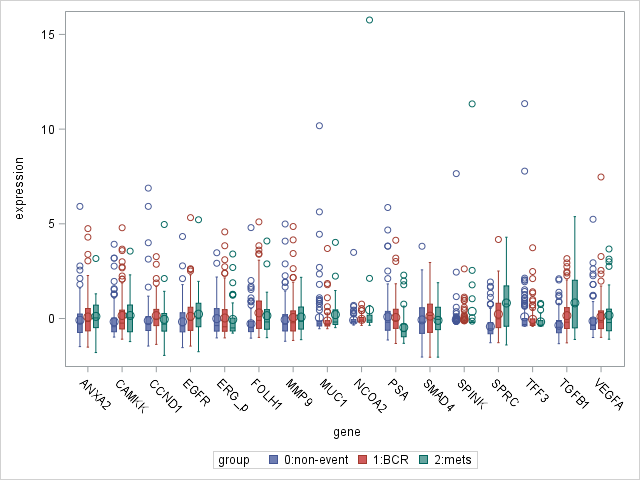 15
10
5
0
expression
ANXA2 CAMKK CCND1 EGFR ERG_p FOLH1 MMP9 MUC1 NCOA2 PSA SMAD4 SPINK SPRC TFF3 TGFB1 VEGFA
gene
group 0:non-event 1:BCR 2:mets